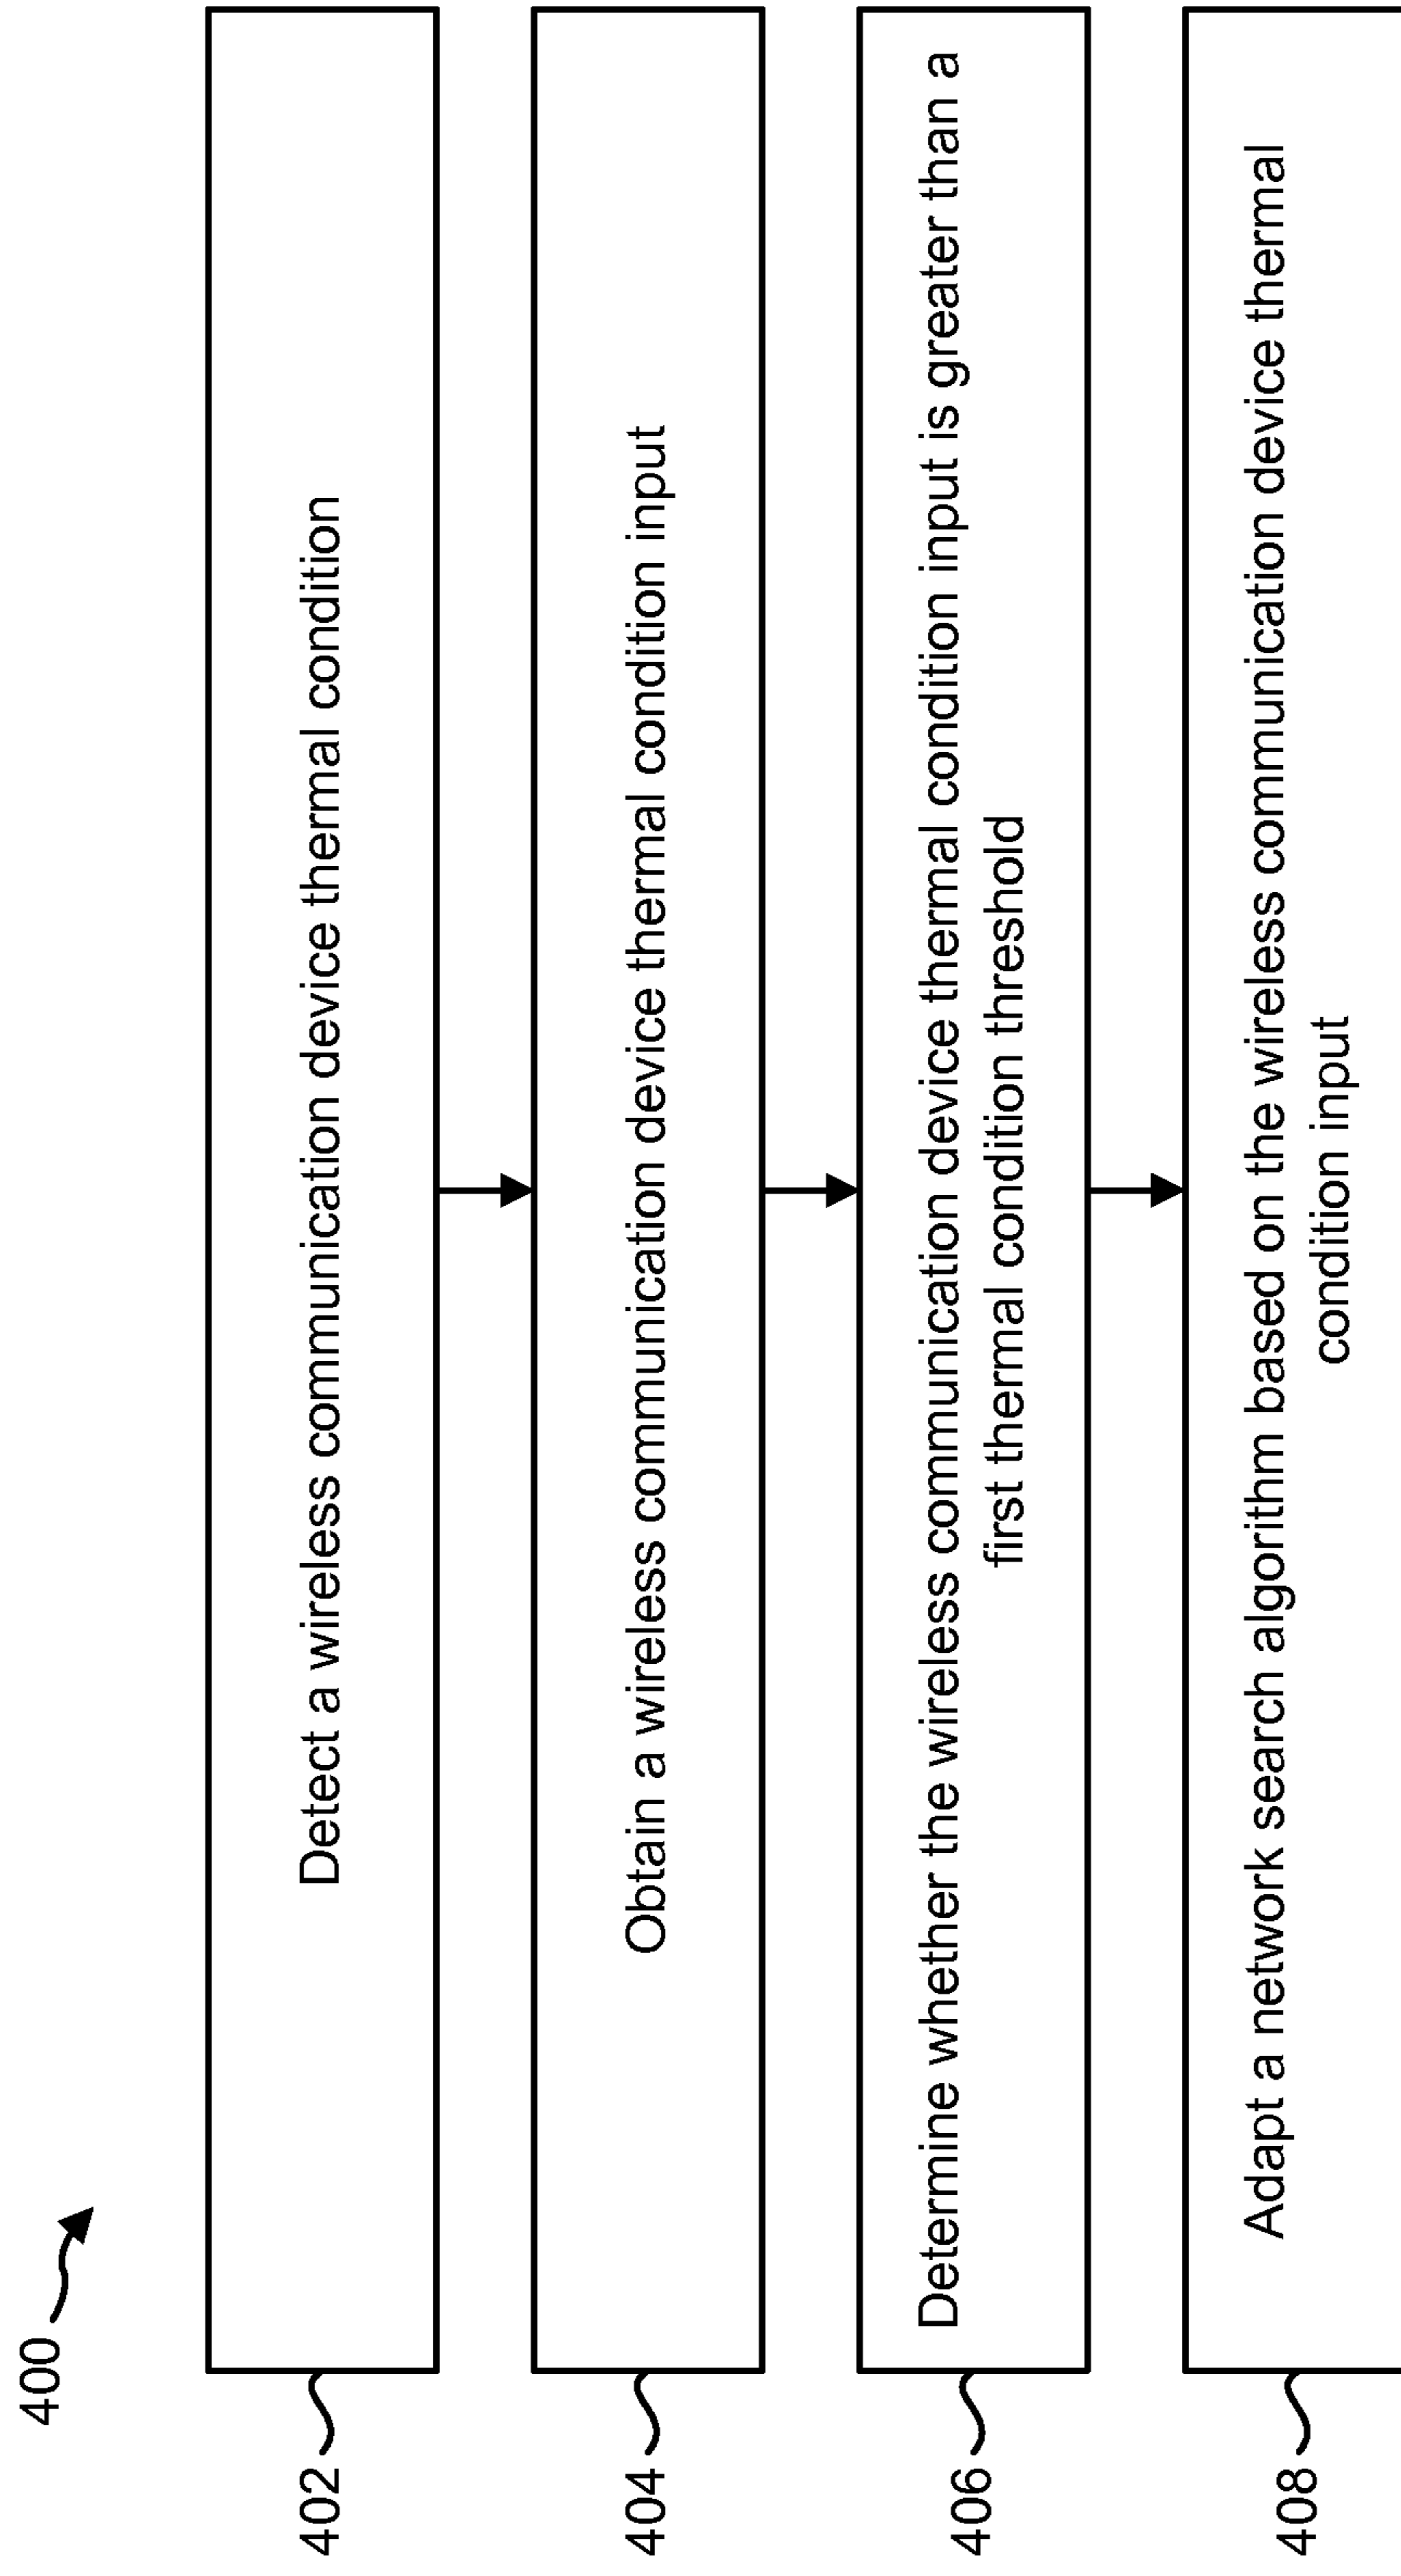 400
402
Detect a wireless communication device thermal condition
404
Obtain a wireless communication device thermal condition input
406
Determine whether the wireless communication device thermal condition input is greater than a
first thermal condition threshold
408
Adapt a network search algorithm based on the wireless communication device thermal
condition input